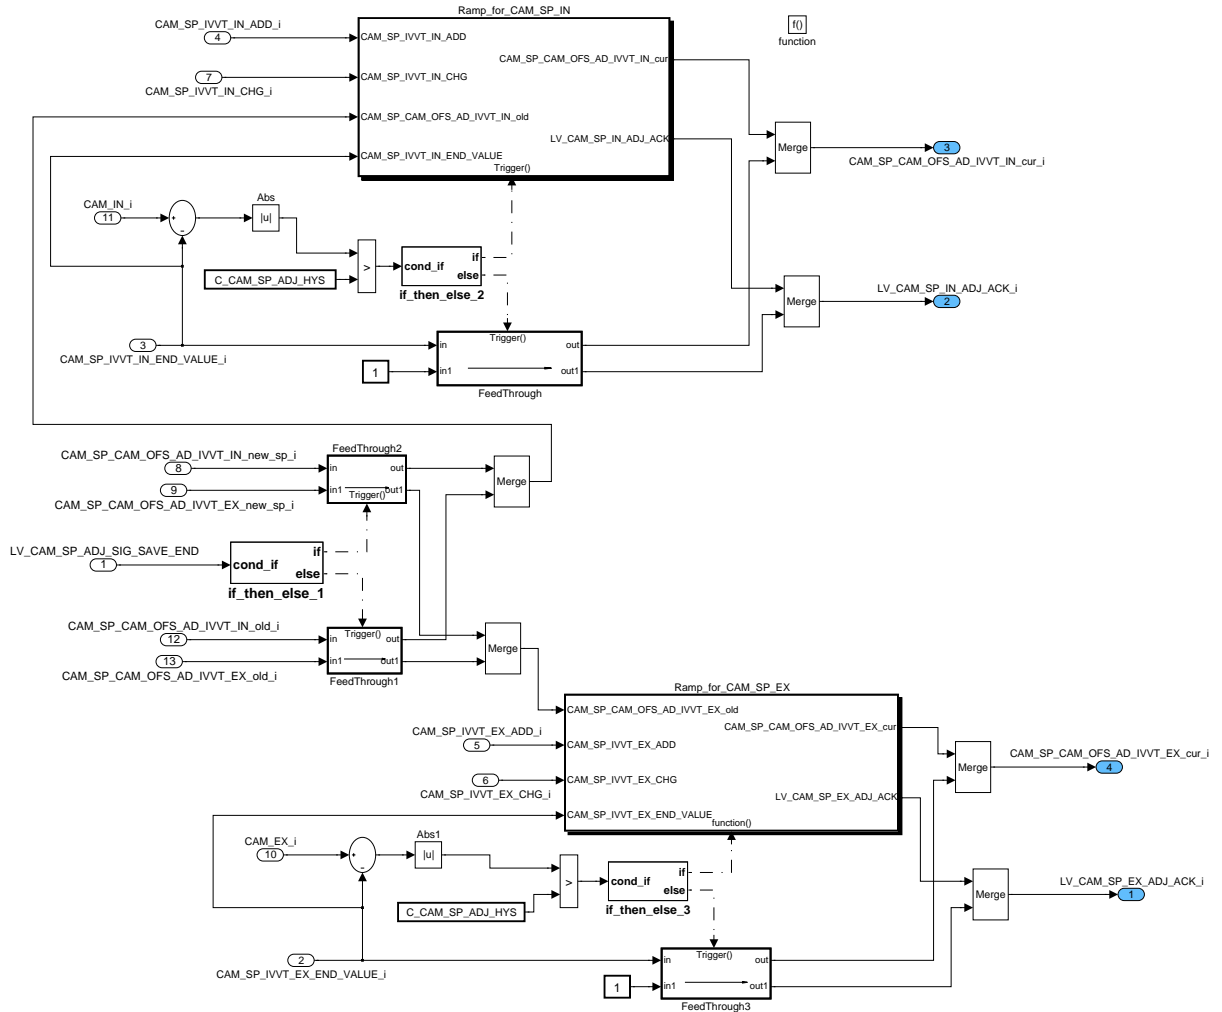 Ramp_for_CAM_SP_IN
f()
function
CAM_SP_IVVT_IN_ADD_i
4
CAM_SP_IVVT_IN_ADD
CAM_SP_CAM_OFS_AD_IVVT_IN_cur
7
CAM_SP_IVVT_IN_CHG
CAM_SP_IVVT_IN_CHG_i
CAM_SP_CAM_OFS_AD_IVVT_IN_old
LV_CAM_SP_IN_ADJ_ACK
Merge
3
CAM_SP_CAM_OFS_AD_IVVT_IN_cur_i
CAM_SP_IVVT_IN_END_VALUE
Trigger()
CAM_IN_i
11
+
-
Abs
|u|
C_CAM_SP_ADJ_HYS
>
cond_if
if
else
if_then_else_2
LV_CAM_SP_IN_ADJ_ACK_i
Merge
2
3
CAM_SP_IVVT_IN_END_VALUE_i
Trigger()
in
out
1
in1
out1
FeedThrough
FeedThrough2
CAM_SP_CAM_OFS_AD_IVVT_IN_new_sp_i
8
in
out
9
in1
Trigger()
out1
CAM_SP_CAM_OFS_AD_IVVT_EX_new_sp_i
Merge
LV_CAM_SP_ADJ_SIG_SAVE_END
1
cond_if
if
else
if_then_else_1
CAM_SP_CAM_OFS_AD_IVVT_IN_old_i
12
Trigger()
in
out
13
in1
out1
CAM_SP_CAM_OFS_AD_IVVT_EX_old_i
FeedThrough1
Merge
Ramp_for_CAM_SP_EX
CAM_SP_CAM_OFS_AD_IVVT_EX_old
CAM_SP_CAM_OFS_AD_IVVT_EX_cur
CAM_SP_IVVT_EX_ADD_i
5
CAM_SP_IVVT_EX_ADD
6
CAM_SP_IVVT_EX_CHG
CAM_SP_IVVT_EX_CHG_i
LV_CAM_SP_EX_ADJ_ACK
CAM_SP_IVVT_EX_END_VALUE
function()
Merge
CAM_SP_CAM_OFS_AD_IVVT_EX_cur_i
4
CAM_EX_i
10
+
-
Abs1
|u|
C_CAM_SP_ADJ_HYS
>
cond_if
if
else
if_then_else_3
LV_CAM_SP_EX_ADJ_ACK_i
Merge
1
2
CAM_SP_IVVT_EX_END_VALUE_i
Trigger()
in
out
1
in1
out1
FeedThrough3